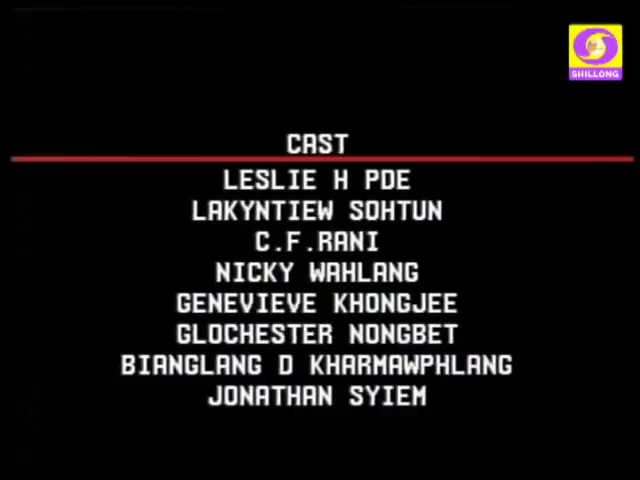 SHILLONG
CAST
LESLIE H PDE
LAKYNTIEW SOHTUN
C.F.RANI
NICKY WAHLANG
GENEVIEVE KHONGJEE
GLOCHESTER NONGBET
BIANGLANG D KHARMAWPHLANG
JONATHAN SYIEM